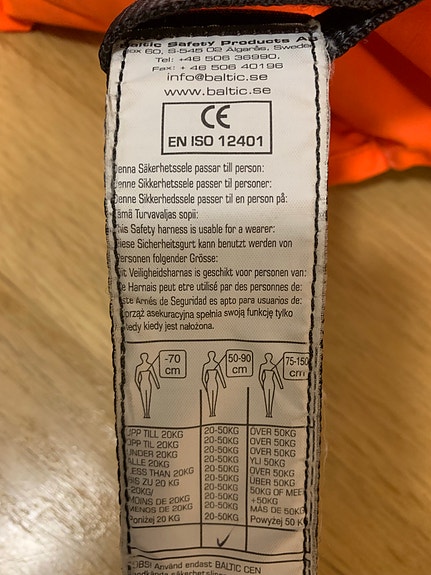 Baltic Safety Products AB
Box 60, S-545 02 Algarås, Sweden
Tel: +46 506 36990,
Fax: + 46 506 40196
info@baltic.se
www.baltic.se
CE
EN ISO 12401
Denna Säkerhetssele passar till person:
Denne Sikkerhetssele passer til personer:
Denne Sikkerhedssele passer til en person på:
Tämä Turvavaljas sopii:
This Safety harness is usable for a wearer:
Diese Sicherheitsgurt kann benutzt werden von
Personen folgender Grösse:
Dit Veiligheidsharnas is geschikt voor personen van:
Le Harnais peut etre utilisé par des personnes de:
Este Arnés de Seguridad es apto para usuarios de:
Uprząż asekuracyjna spełnia swoją funkcję tylko
wtedy kiedy jest nałożona.
-70 cm
50-90 cm
75-150 cm
UPP TILL 20KG 20-50KG ÖVER 50KG
OPP TIL 20KG 20-50KG OVER 50KG
UNDER 20KG 20-50KG OVER 50KG
ALLE 20KG 20-50KG YLI 50KG
LESS THAN 20KG 20-50KG OVER 50KG
BIS ZU 20 KG 20-50KG ÜBER 50KG
20KG/ 20-50KG 50KG OF MEE
MOINS DE 20KG 20-50KG +50KG
MENOS DE 20KG 20-50KG MÁS DE 50KG
Poniżej 20 KG 20-50KG Powyżej 50 K
✓
OBS! Använd endast BALTIC CEN